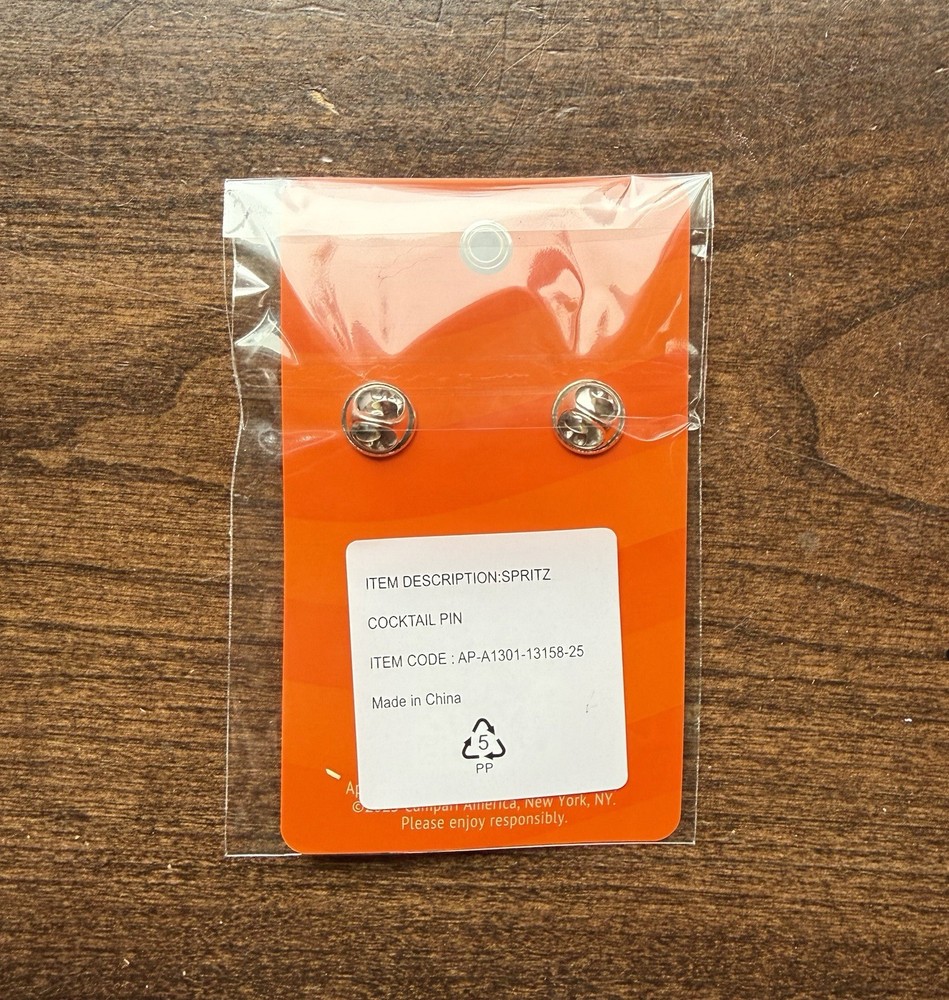 ITEM DESCRIPTION:SPRITZ
COCKTAIL PIN
ITEM CODE : AP-A1301-13158-25
Made in China
5
PP
Campari America, New York, NY.
Please enjoy responsibly.